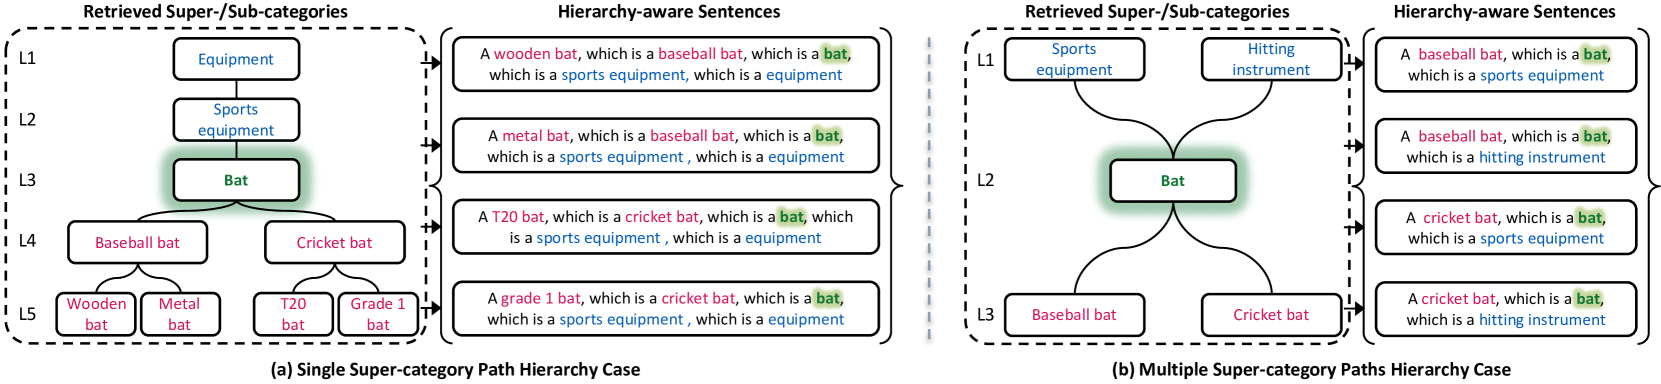 Retrieved Super-/Sub-categories
Hierarchy-aware Sentences
L1
L2
L3
L4
L5
Equipment
Sports
equipment
Bat
Baseball bat
Cricket bat
Wooden
bat
Metal
bat
T20
bat
Grade 1
bat
A wooden bat, which is a baseball bat, which is a bat,
which is a sports equipment, which is a equipment
A metal bat, which is a baseball bat, which is a bat,
which is a sports equipment , which is a equipment
A T20 bat, which is a cricket bat, which is a bat, which
is a sports equipment , which is a equipment
A grade 1 bat, which is a cricket bat, which is a bat,
which is a sports equipment , which is a equipment
(a) Single Super-category Path Hierarchy Case
Retrieved Super-/Sub-categories
Hierarchy-aware Sentences
L1
L2
L3
Sports
equipment
Hitting
instrument
Bat
Baseball bat
Cricket bat
A baseball bat, which is a bat,
which is a sports equipment
A baseball bat, which is a bat,
which is a hitting instrument
A cricket bat, which is a bat,
which is a sports equipment
A cricket bat, which is a bat,
which is a hitting instrument
(b) Multiple Super-category Paths Hierarchy Case